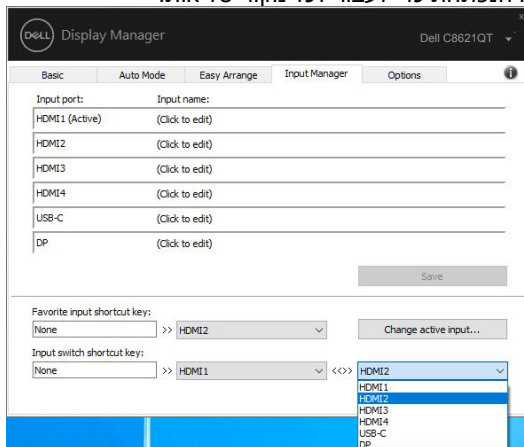 DELL Display Manager
Dell C8621QT
Basic Auto Mode Easy Arrange Input Manager Options
Input port: Input name:
HDMI1 (Active) (Click to edit)
HDMI2 (Click to edit)
HDMI3 (Click to edit)
HDMI4 (Click to edit)
USB-C (Click to edit)
DP (Click to edit)
Save
Favorite input shortcut key:
None >> HDMI2 Change active input...
Input switch shortcut key:
None >> HDMI1 <<>> HDMI2
HDMI1
HDMI2
HDMI3
HDMI4
USB-C
DP